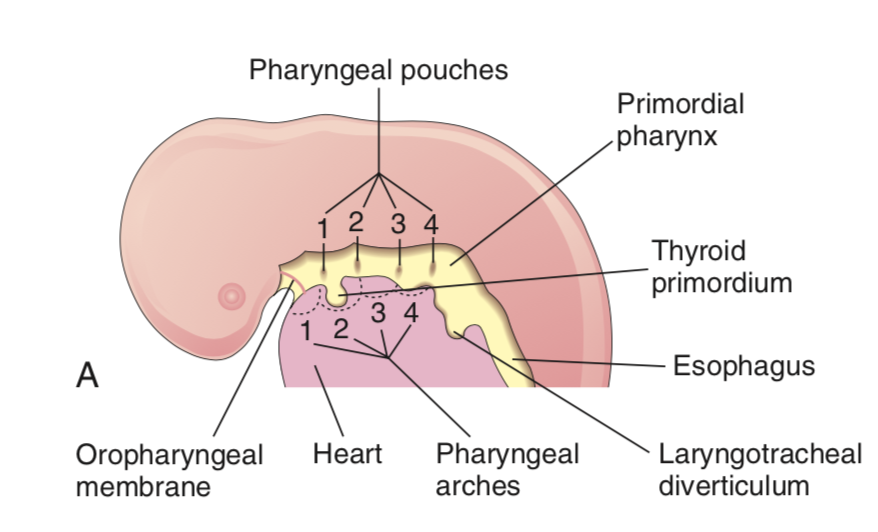 Pharyngeal pouches
Primordial
pharynx
1 2 3 4
Thyroid
primordium
1 2 3 4
A
Esophagus
Oropharyngeal
membrane
Heart
Pharyngeal
arches
Laryngotracheal
diverticulum